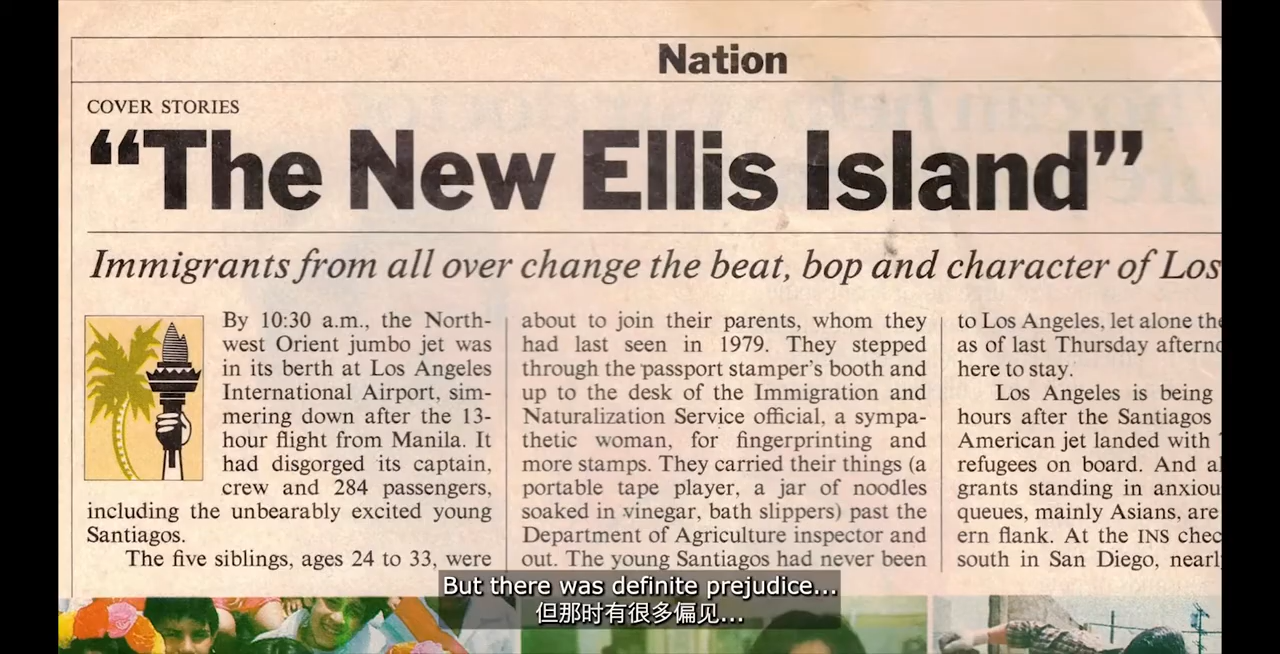 Nation
COVER STORIES
“The New Ellis Island”
Immigrants from all over change the beat, bop and character of Los
By 10:30 a.m., the North-
west Orient jumbo jet was
in its berth at Los Angeles
International Airport, sim-
mering down after the 13-
hour flight from Manila. It
had disgorged its captain,
crew and 284 passengers,
including the unbearably excited young
Santiagos.
The five siblings, ages 24 to 33, were
about to join their parents, whom they
had last seen in 1979. They stepped
through the passport stamper's booth and
up to the desk of the Immigration and
Naturalization Service official, a sympa-
thetic woman, for fingerprinting and
more stamps. They carried their things (a
portable tape player, a jar of noodles
soaked in vinegar, bath slippers) past the
Department of Agriculture inspector and
out. The young Santiagos had never been
to Los Angeles, let alone
as of last Thursday
here to stay.
Los Angeles is being
hours after the Santiagos
American jet landed with
refugees on board. And
grants standing in
queues, mainly Asians, are
ern flank. At the INS
south in San Diego,
But there was definite prejudice...
但那时有很多偏见...